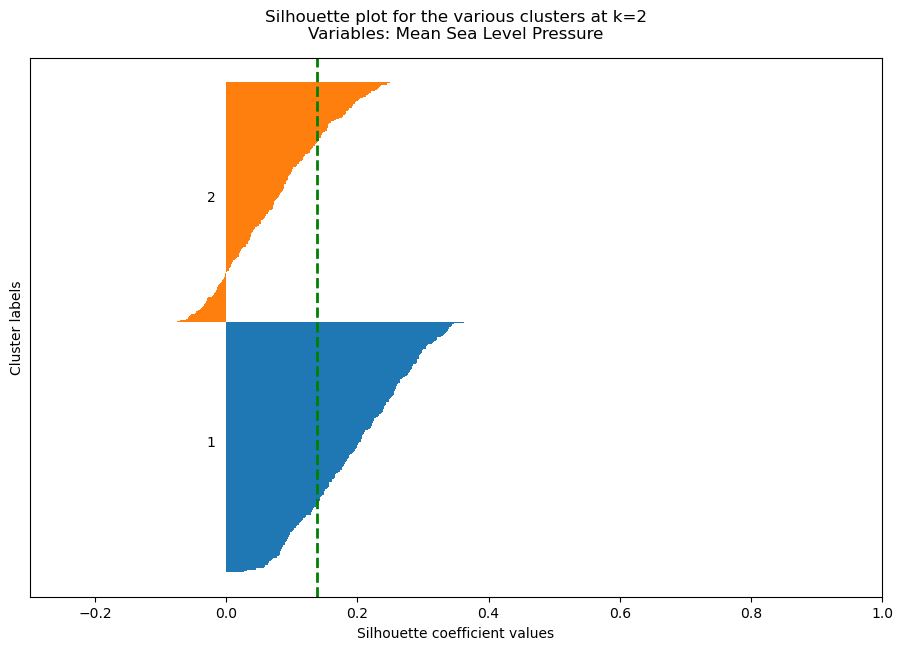 Silhouette plot for the various clusters at k=2
Variables: Mean Sea Level Pressure
2
1
Cluster labels
−0.2 0.0 0.2 0.4 0.6 0.8 1.0
Silhouette coefficient values